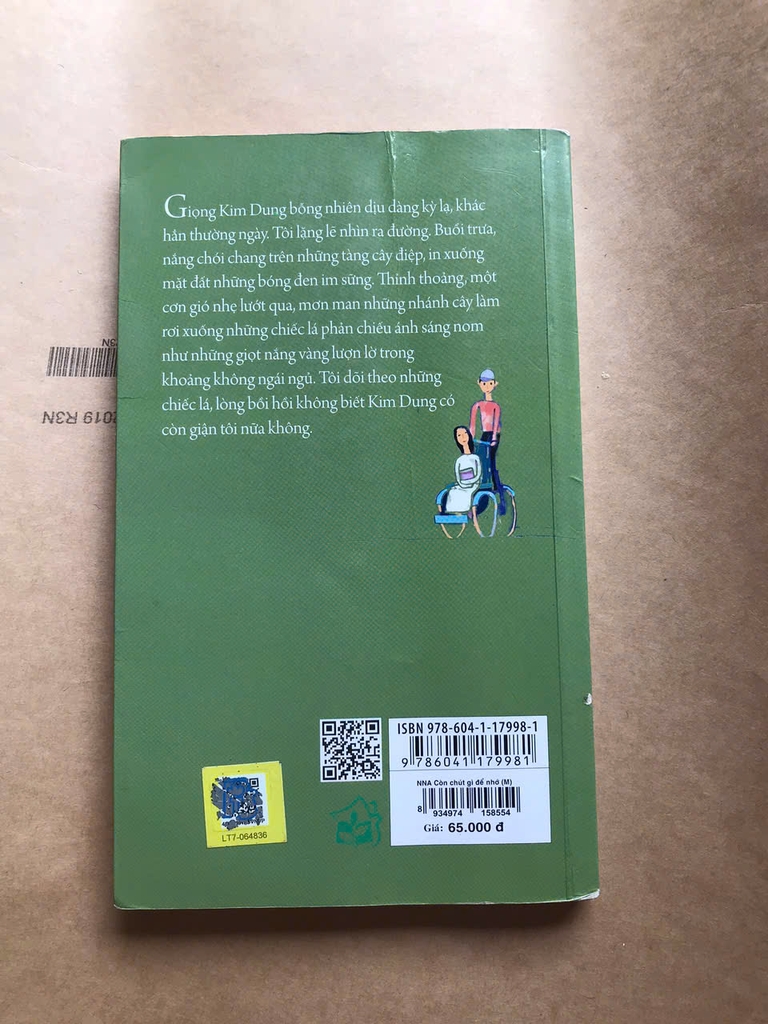 Giọng Kim Dung bỗng nhiên dịu dàng kỳ lạ, khác
hẳn thường ngày. Tôi lặng lẽ nhìn ra đường. Buổi trưa,
nắng chói chang trên những tàng cây điệp, in xuống
mặt đất những bóng đen im sững. Thỉnh thoảng, một
cơn gió nhẹ lướt qua, mơn man những nhánh cây làm
rơi xuống những chiếc lá phản chiếu ánh sáng nom
như những giọt nắng vàng lượn lờ trong
khoảng không ngái ngủ. Tôi dõi theo những
chiếc lá, lòng bồi hồi không biết Kim Dung có
còn giận tôi nữa không.
2019 R3N
ISBN 978-604-1-17998-1
9 786041 179981
NNA Còn chút gì để nhớ (M)
8 934974 158554
Giá: 65.000 đ
LT7-064836